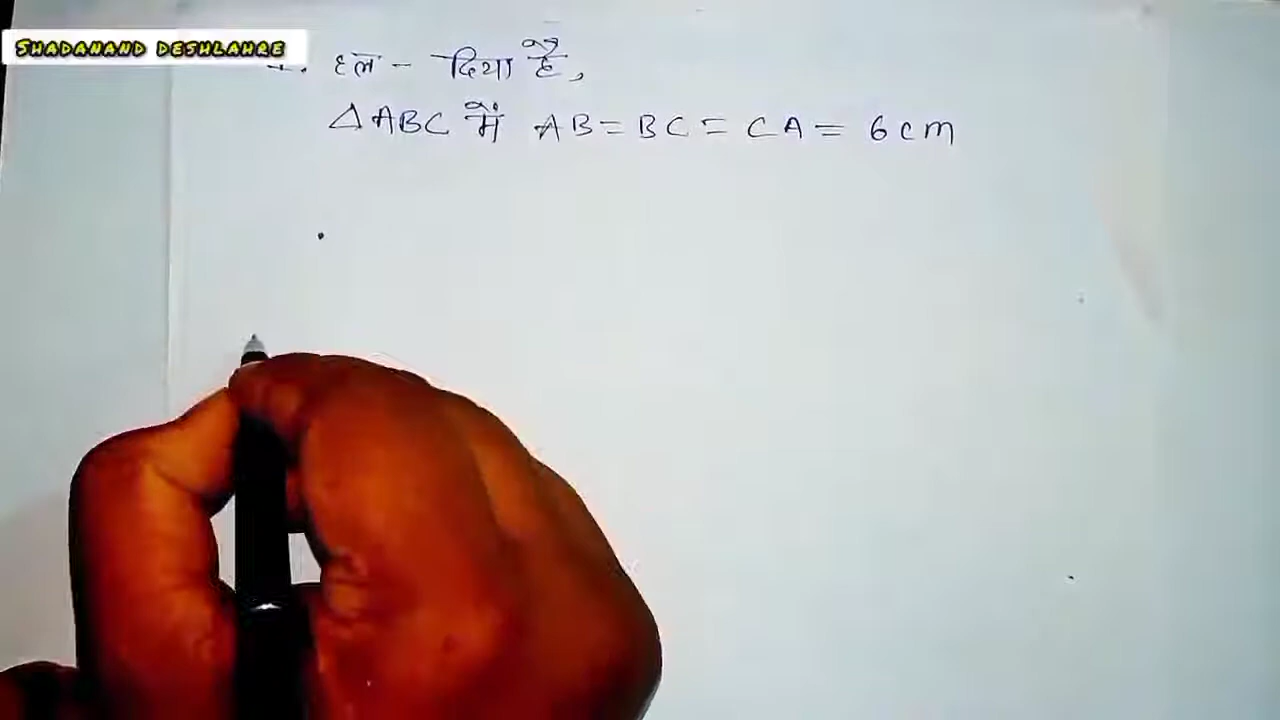 SHADANAND DESHLAHRE
हल - दिया है,
△ABC में AB = BC = CA = 6cm